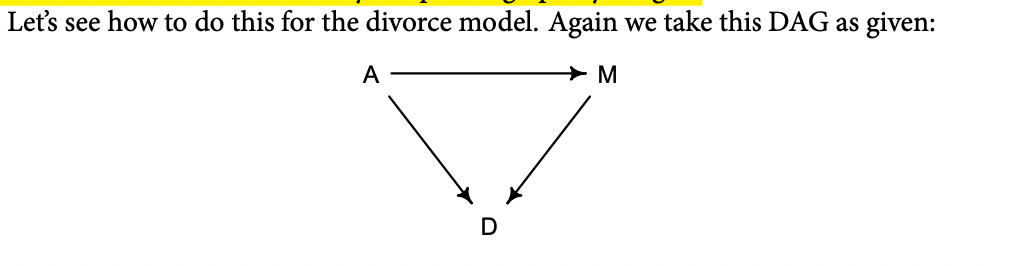 Let's see how to do this for the divorce model. Again we take this DAG as given:
A M
D